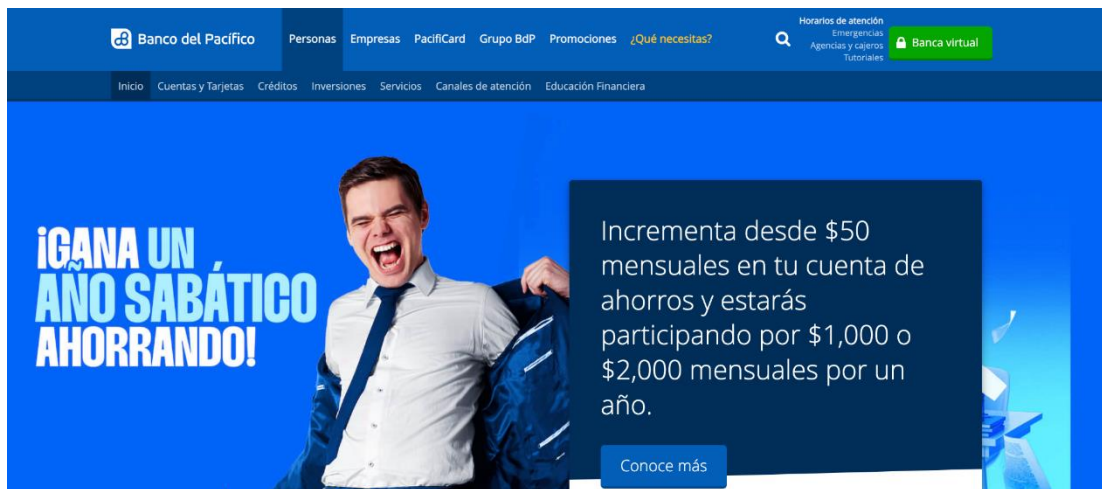 Banco del Pacífico
Personas Empresas PacifiCard Grupo BdP Promociones ¿Qué necesitas?
Horarios de atención
Emergencias
Agencias y cajeros
Tutoriales
Banca virtual
Inicio Cuentas y Tarjetas Créditos Inversiones Servicios Canales de atención Educación Financiera
¡GANA UN
AÑO SABÁTICO
AHORRANDO!
Incrementa desde $50
mensuales en tu cuenta de
ahorros y estarás
participando por $1,000 o
$2,000 mensuales por un
año.
Conoce más